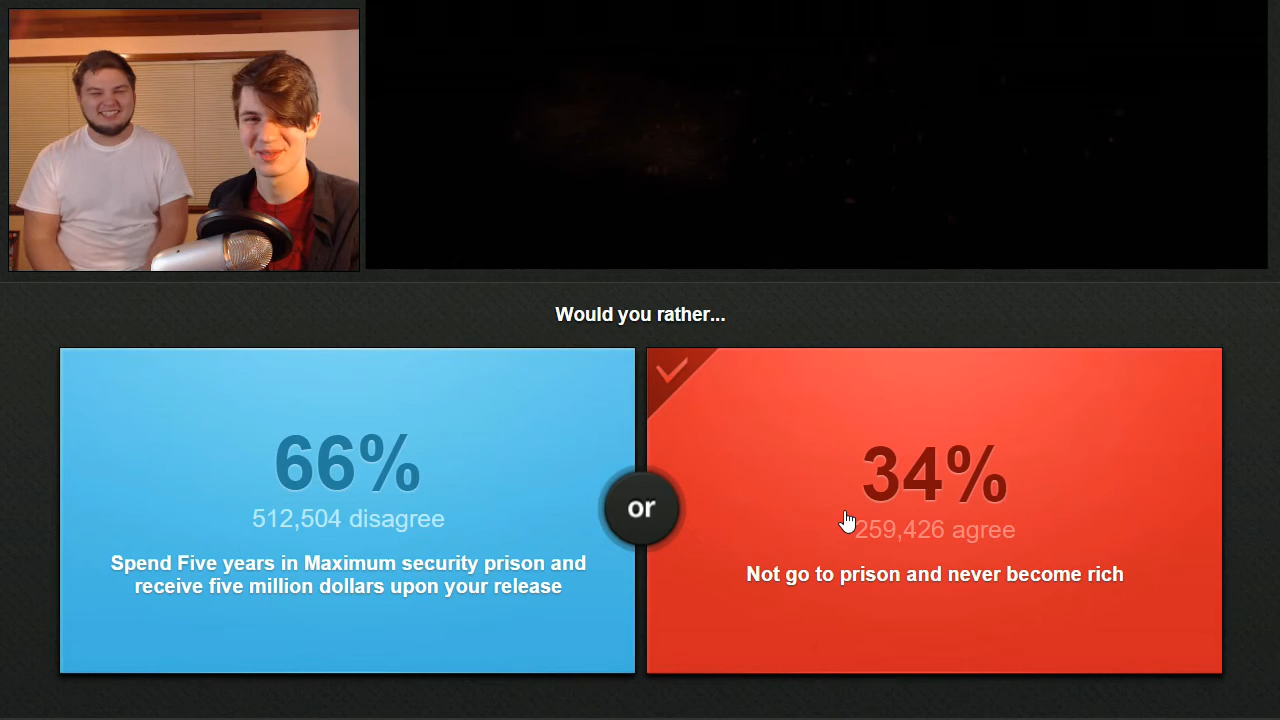 Would you rather...
66%
512,504 disagree
Spend Five years in Maximum security prison and
receive five million dollars upon your release
or
34%
259,426 agree
Not go to prison and never become rich